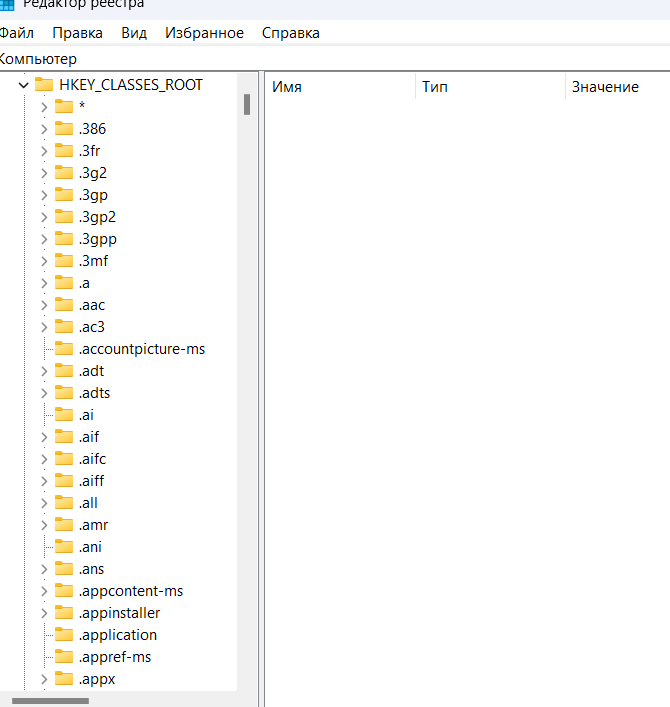 Редактор реестра
Файл Правка Вид Избранное Справка
Компьютер
HKEY_CLASSES_ROOT
*
.386
.3fr
.3g2
.3gp
.3gp2
.3gpp
.3mf
.a
.aac
.ac3
.accountpicture-ms
.adt
.adts
.ai
.aif
.aifc
.aiff
.all
.amr
.ani
.ans
.appcontent-ms
.appinstaller
.application
.appref-ms
.appx
Имя Тип Значение